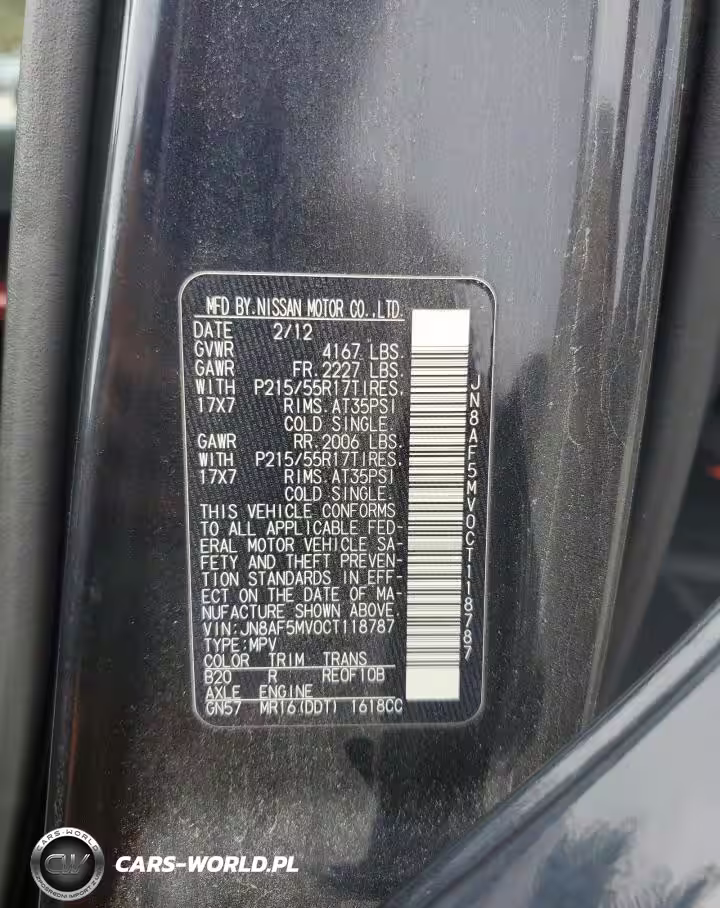 MFD BY.NISSAN MOTOR CO.,LTD.
DATE 2/12
GVWR 4167 LBS.
GAWR FR.2227 LBS.
WITH P215/55R17TIRES,
17X7 RIMS.AT35PSI
COLD SINGLE.
GAWR RR.2006 LBS.
WITH P215/55R17TIRES,
17X7 RIMS.AT35PSI
COLD SINGLE.
THIS VEHICLE CONFORMS
TO ALL APPLICABLE FED-
ERAL MOTOR VEHICLE SA-
FETY AND THEFT PREVEN-
TION STANDARDS IN EFF-
ECT ON THE DATE OF MA-
NUFACTURE SHOWN ABOVE.
VIN:JN8AF5MV0CT118787
TYPE:MPV
COLOR TRIM TRANS
B20 R RE0F10B
AXLE ENGINE
GN57 MR16(DDT) 1618CC
JN8AF5MV0CT118787
CARS-WORLD
CW
CARS-WORLD.PL